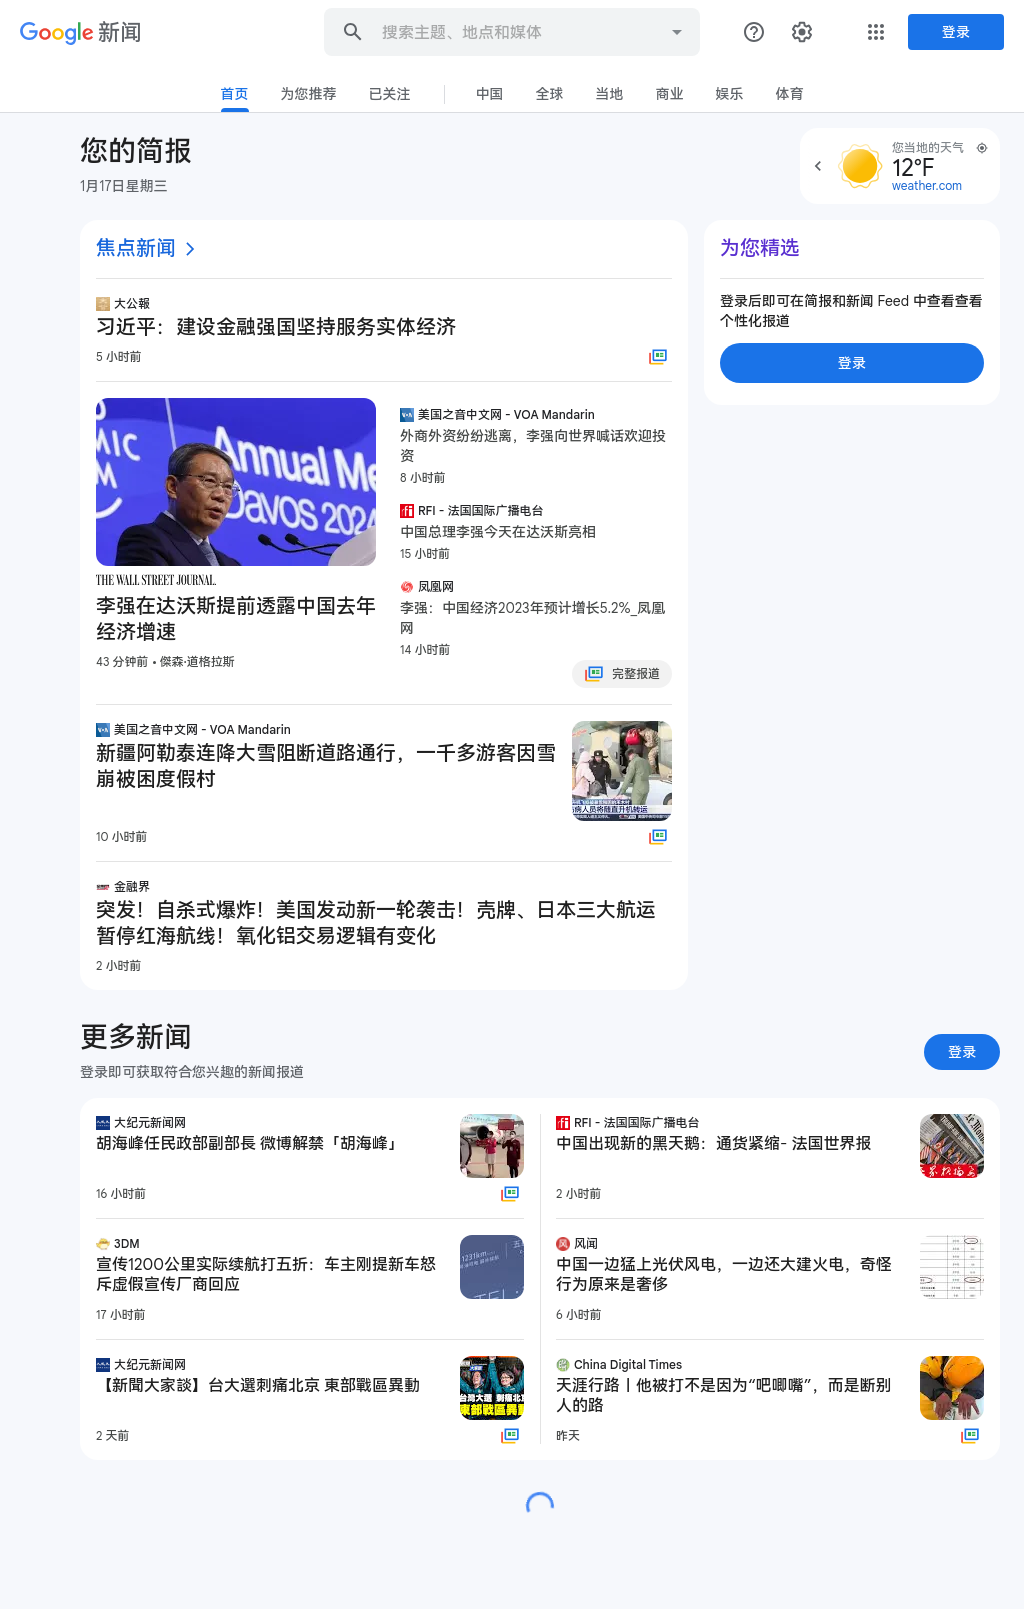 Google 新闻
搜索主题、地点和媒体
登录
首页
为您推荐
已关注
中国
全球
当地
商业
娱乐
体育
您的简报
1月17日星期三
您当地的天气
12°F
weather.com
焦点新闻
大公報
习近平：建设金融强国坚持服务实体经济
5 小时前
Annual Me
Davos 2024
THE WALL STREET JOURNAL.
李强在达沃斯提前透露中国去年
经济增速
43 分钟前 • 傑森·道格拉斯
美国之音中文网 - VOA Mandarin
外商外资纷纷逃离，李强向世界喊话欢迎投
资
8 小时前
RFI - 法国国际广播电台
中国总理李强今天在达沃斯亮相
15 小时前
凤凰网
李强：中国经济2023年预计增长5.2%_凤凰
网
14 小时前
完整报道
美国之音中文网 - VOA Mandarin
新疆阿勒泰连降大雪阻断道路通行，一千多游客因雪
崩被困度假村
10 小时前
金融界
突发！自杀式爆炸！美国发动新一轮袭击！壳牌、日本三大航运
暂停红海航线！氧化铝交易逻辑有变化
2 小时前
为您精选
登录后即可在简报和新闻 Feed 中查看查看
个性化报道
登录
更多新闻
登录即可获取符合您兴趣的新闻报道
登录
大纪元新闻网
胡海峰任民政部副部長 微博解禁「胡海峰」
16 小时前
RFI - 法国国际广播电台
中国出现新的黑天鹅：通货紧缩- 法国世界报
2 小时前
3DM
宣传1200公里实际续航打五折：车主刚提新车怒
斥虚假宣传厂商回应
17 小时前
风闻
中国一边猛上光伏风电，一边还大建火电，奇怪
行为原来是奢侈
6 小时前
大纪元新闻网
【新聞大家談】台大選刺痛北京 東部戰區異動
2 天前
China Digital Times
天涯行路丨他被打不是因为“吧唧嘴”，而是断别
人的路
昨天